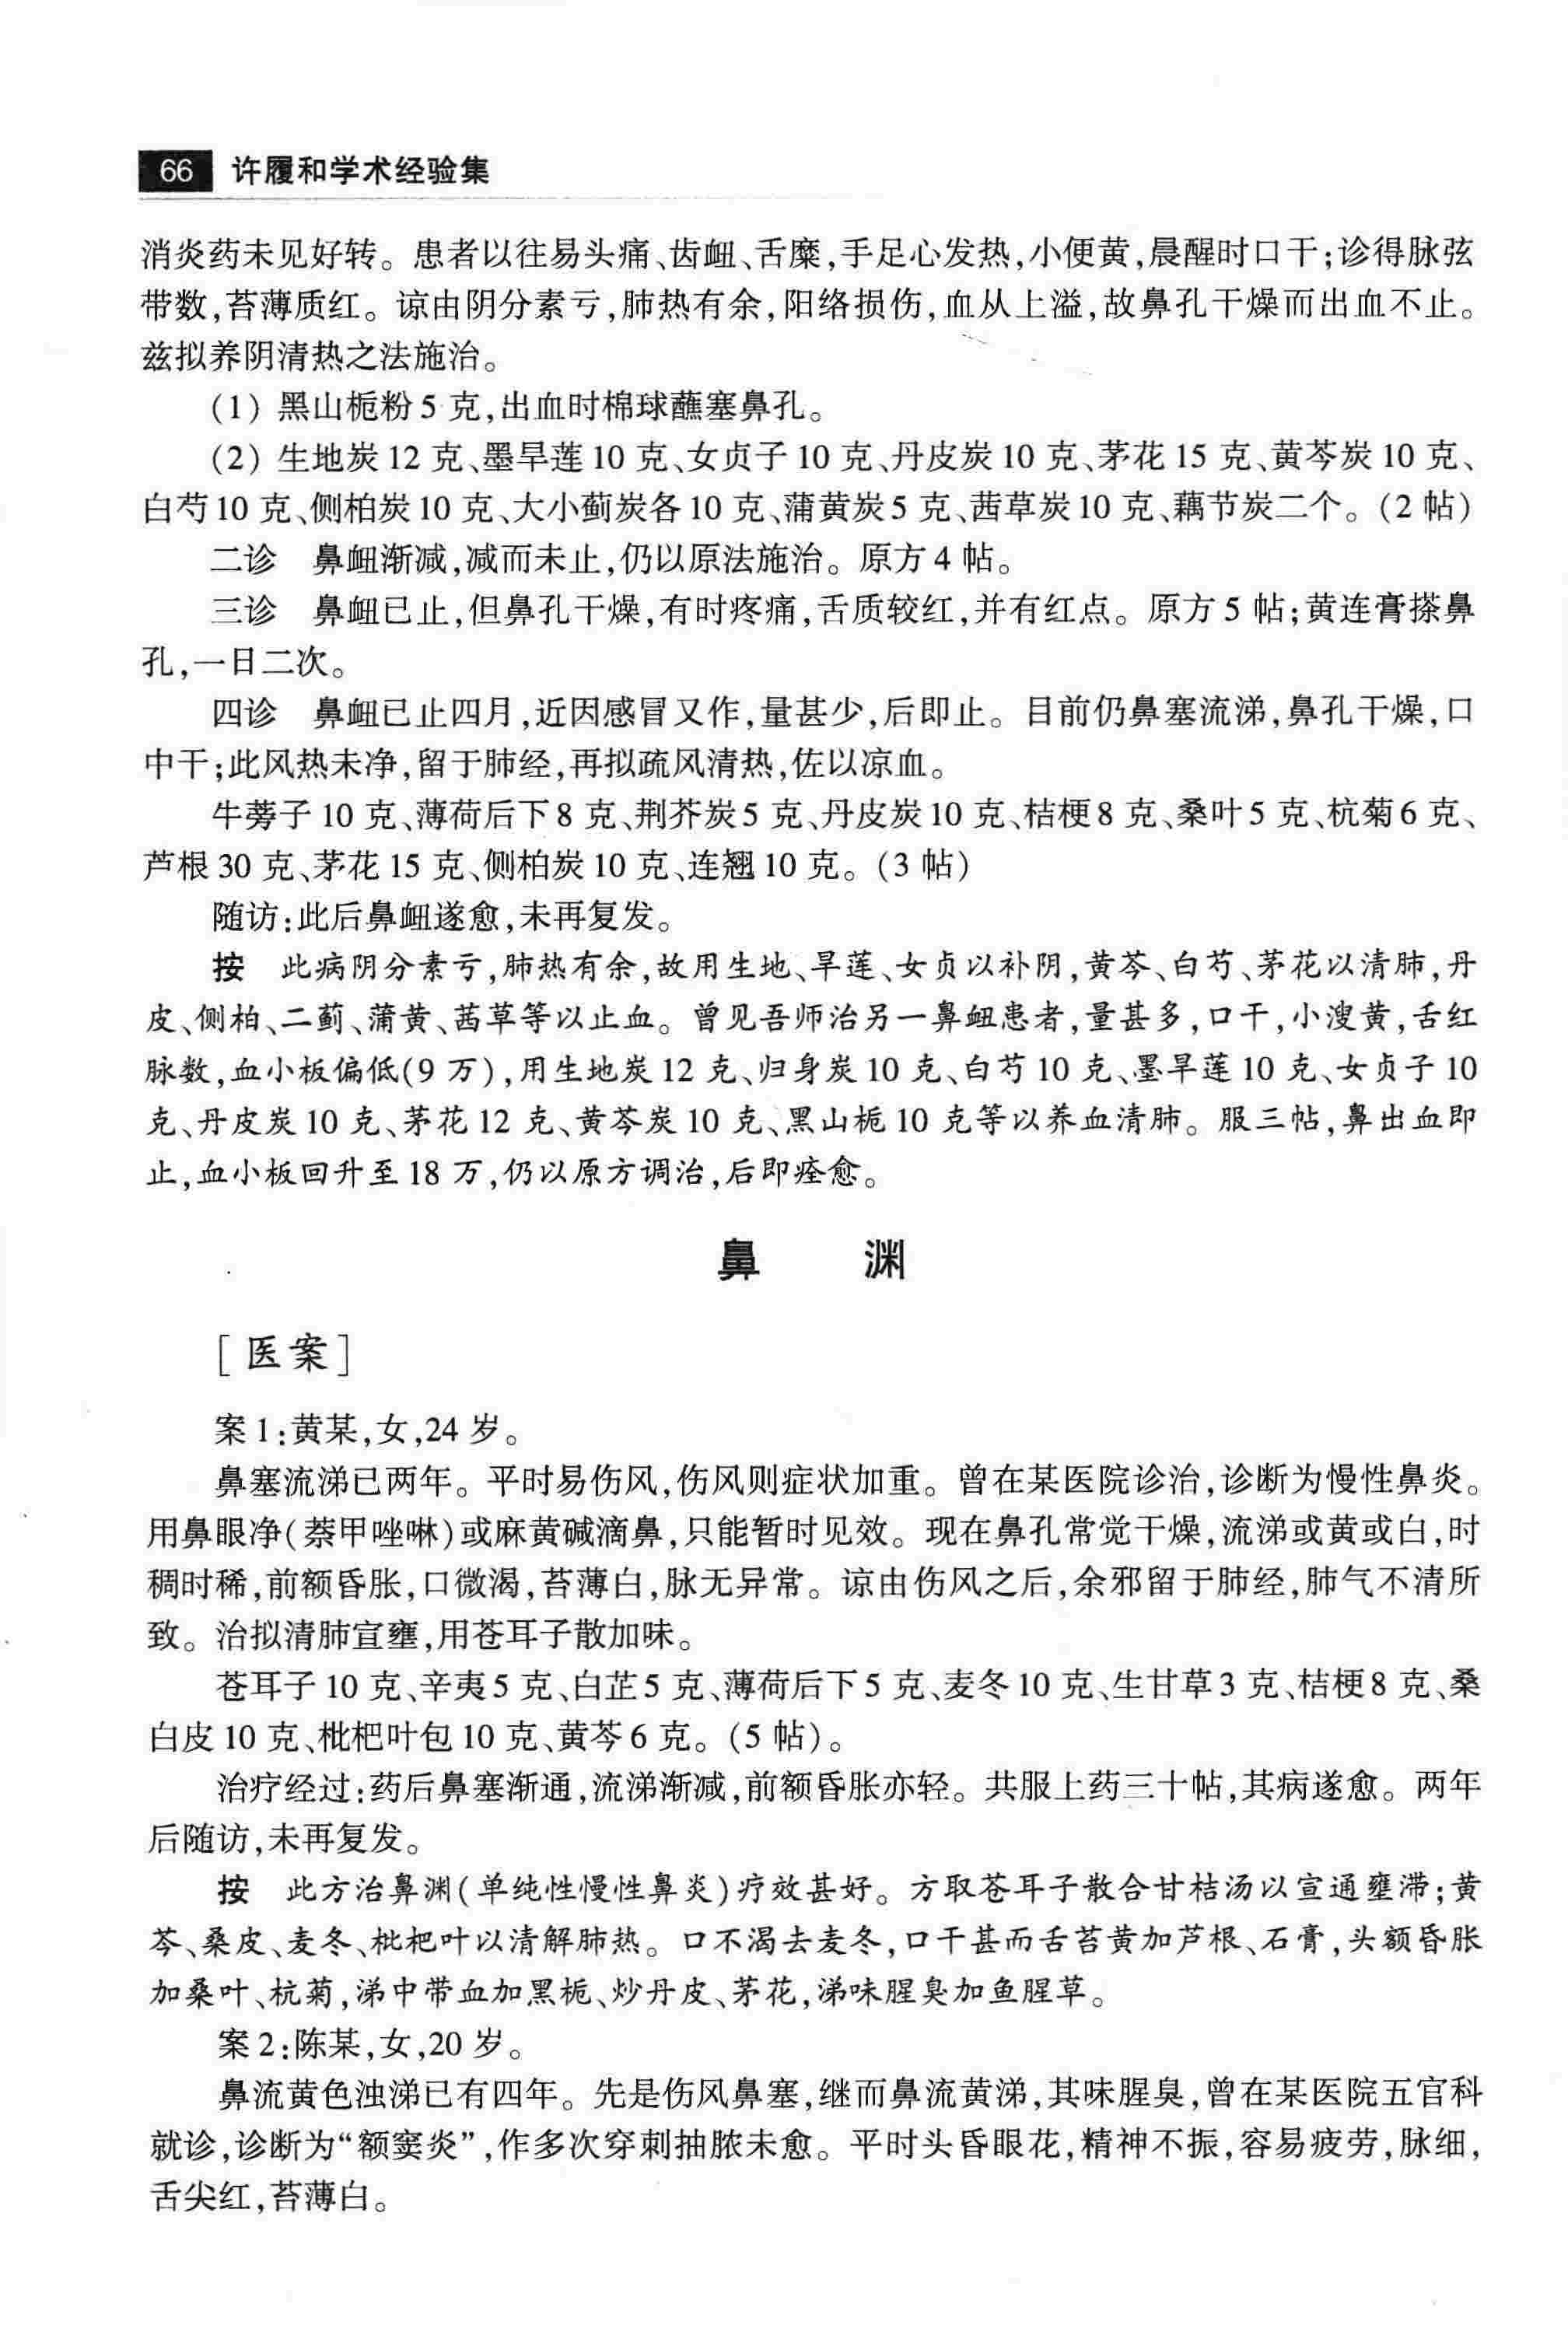 66 许履和学术经验集
消炎药未见好转。患者以往易头痛、齿衄、舌糜,手足心发热,小便黄,晨醒时口干;诊得脉弦
带数,苔薄质红。谅由阴分素亏,肺热有余,阳络损伤,血从上溢,故鼻孔干燥而出血不止。
兹拟养阴清热之法施治。
(1) 黑山栀粉 5 克,出血时棉球蘸塞鼻孔。
(2) 生地炭 12 克、墨旱莲 10 克、女贞子 10 克、丹皮炭 10 克、茅花 15 克、黄芩炭 10 克、
白芍 10 克、侧柏炭 10 克、大小蓟炭各 10 克、蒲黄炭 5 克、茜草炭 10 克、藕节炭二个。(2 帖)
二诊 鼻衄渐减,减而未止,仍以原法施治。原方 4 帖。
三诊 鼻衄已止,但鼻孔干燥,有时疼痛,舌质较红,并有红点。原方 5 帖;黄连膏搽鼻
孔,一日二次。
四诊 鼻衄已止四月,近因感冒又作,量甚少,后即止。目前仍鼻塞流涕,鼻孔干燥,口
中干;此风热未净,留于肺经,再拟疏风清热,佐以凉血。
牛蒡子 10 克、薄荷后下 8 克、荆芥炭 5 克、丹皮炭 10 克、桔梗 8 克、桑叶 5 克、杭菊 6 克、
芦根 30 克、茅花 15 克、侧柏炭 10 克、连翘 10 克。(3 帖)
随访:此后鼻衄遂愈,未再复发。
按 此病阴分素亏,肺热有余,故用生地、旱莲、女贞以补阴,黄芩、白芍、茅花以清肺,丹
皮、侧柏、二蓟、蒲黄、茜草等以止血。曾见吾师治另一鼻衄患者,量甚多,口干,小溲黄,舌红
脉数,血小板偏低(9 万),用生地炭 12 克、归身炭 10 克、白芍 10 克、墨旱莲 10 克、女贞子 10
克、丹皮炭 10 克、茅花 12 克、黄芩炭 10 克、黑山栀 10 克等以养血清肺。服三帖,鼻出血即
止,血小板回升至 18 万,仍以原方调治,后即痊愈。
鼻 渊
[医案]
案 1:黄某,女,24 岁。
鼻塞流涕已两年。平时易伤风,伤风则症状加重。曾在某医院诊治,诊断为慢性鼻炎。
用鼻眼净(萘甲唑啉)或麻黄碱滴鼻,只能暂时见效。现在鼻孔常觉干燥,流涕或黄或白,时
稠时稀,前额昏胀,口微渴,苔薄白,脉无异常。谅由伤风之后,余邪留于肺经,肺气不清所
致。治拟清肺宣壅,用苍耳子散加味。
苍耳子 10 克、辛夷 5 克、白芷 5 克、薄荷后下 5 克、麦冬 10 克、生甘草 3 克、桔梗 8 克、桑
白皮 10 克、枇杷叶包 10 克、黄芩 6 克。(5 帖)。
治疗经过:药后鼻塞渐通,流涕渐减,前额昏胀亦轻。共服上药三十帖,其病遂愈。两年
后随访,未再复发。
按 此方治鼻渊(单纯性慢性鼻炎)疗效甚好。方取苍耳子散合甘桔汤以宣通壅滞;黄
芩、桑皮、麦冬、枇杷叶以清解肺热。口不渴去麦冬,口干甚而舌苔黄加芦根、石膏,头额昏胀
加桑叶、杭菊,涕中带血加黑栀、炒丹皮、茅花,涕味腥臭加鱼腥草。
案 2:陈某,女,20 岁。
鼻流黄色浊涕已有四年。先是伤风鼻塞,继而鼻流黄涕,其味腥臭,曾在某医院五官科
就诊,诊断为“额窦炎”,作多次穿刺抽脓未愈。平时头昏眼花,精神不振,容易疲劳,脉细,
舌尖红,苔薄白。